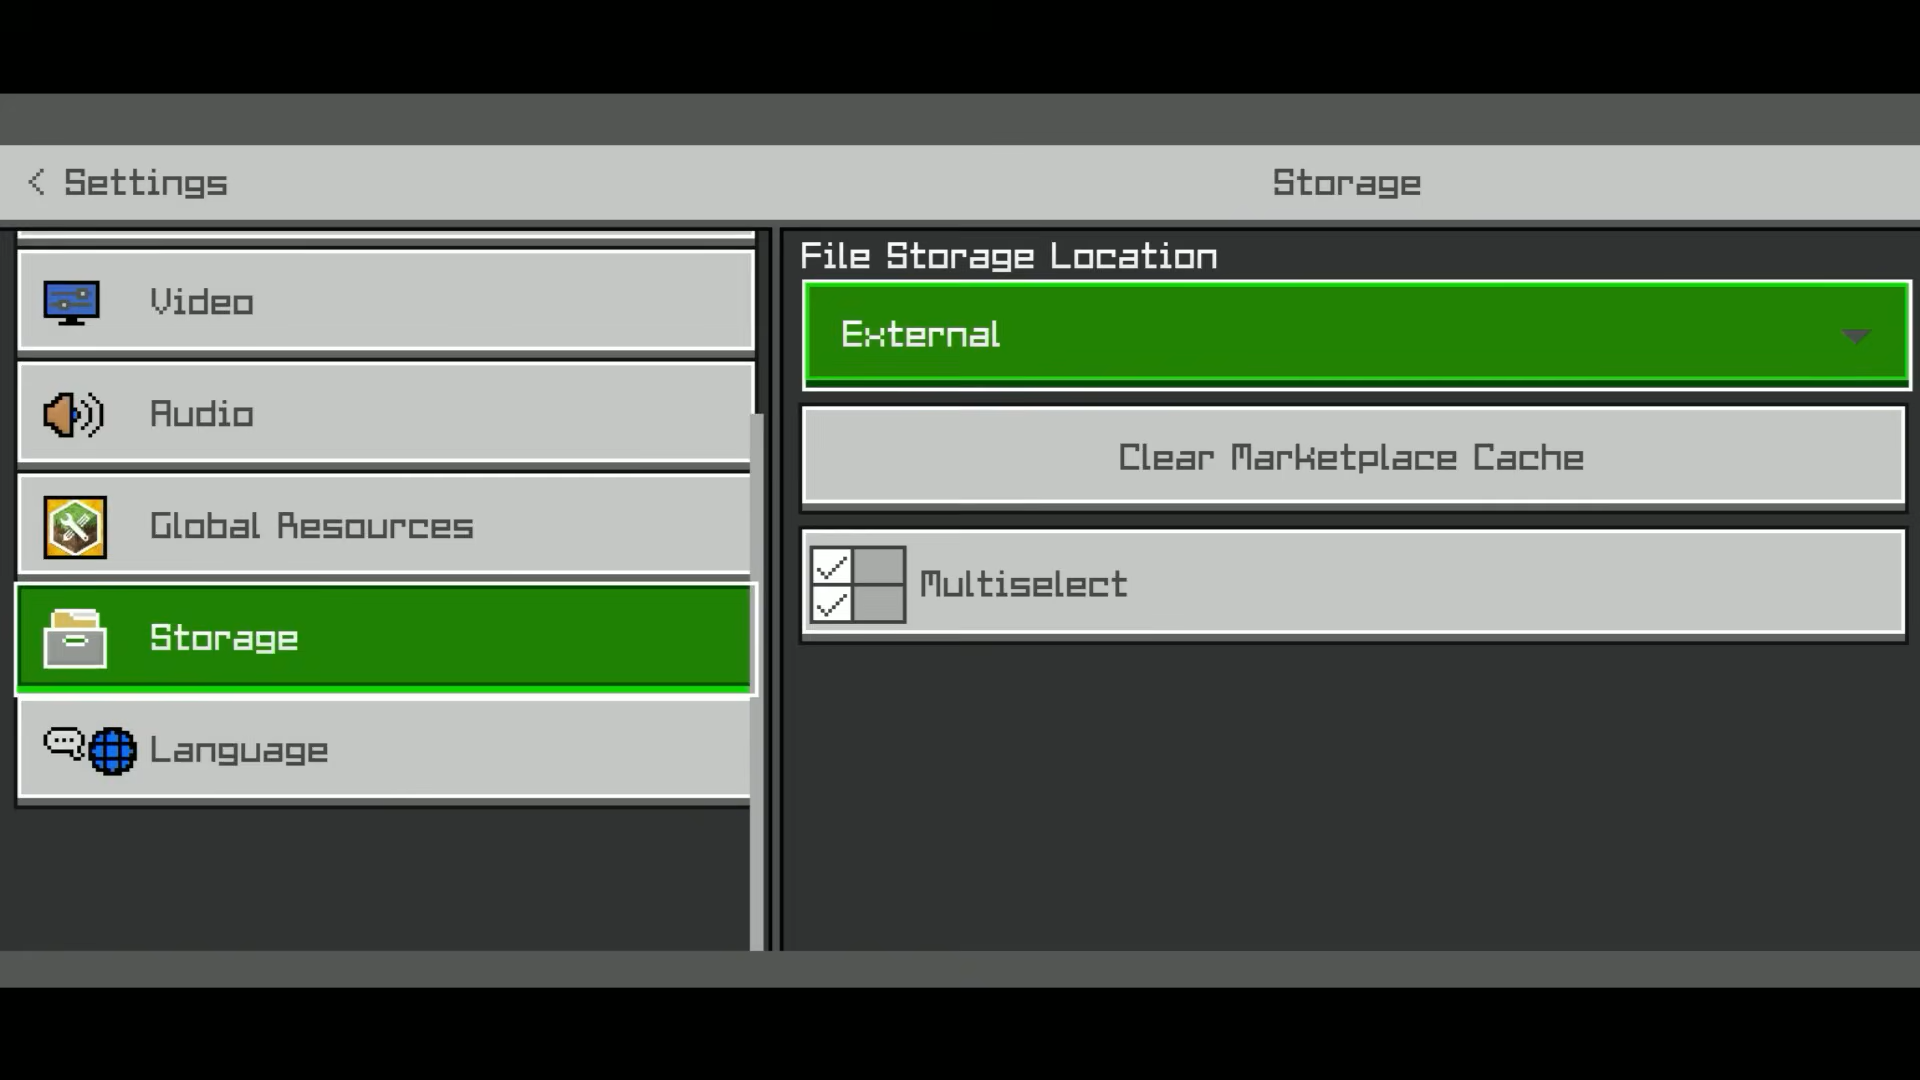 Settings
Storage
Video
Audio
Global Resources
Storage
Language
File Storage Location
External
Clear Marketplace Cache
Multiselect